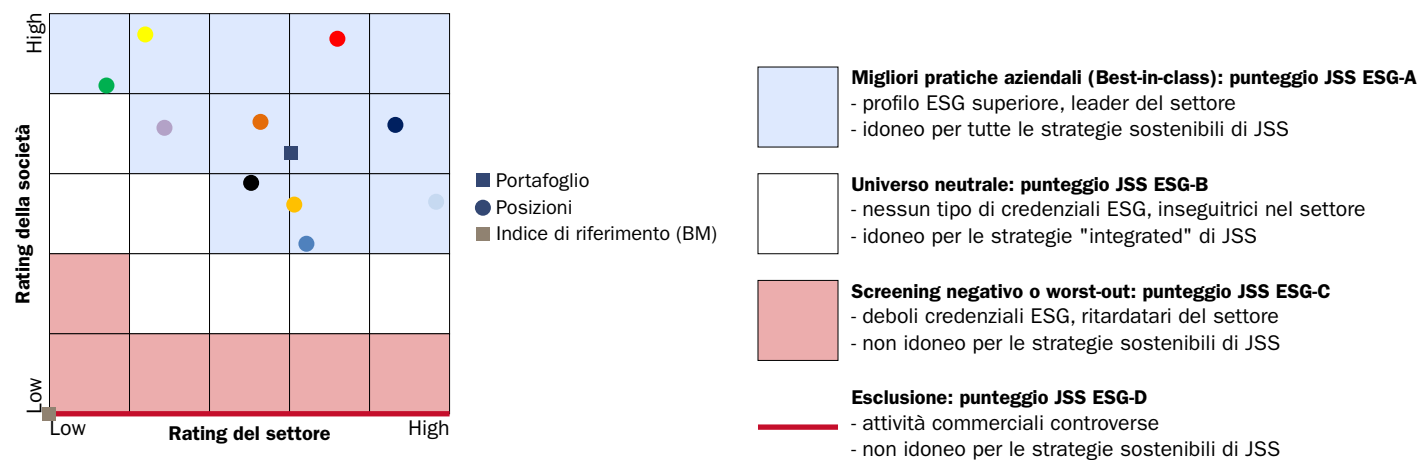 High
Rating della società
Low
Low
Rating del settore
High
Portafoglio
Posizioni
Indice di riferimento (BM)
Migliori pratiche aziendali (Best-in-class): punteggio JSS ESG-A
- profilo ESG superiore, leader del settore
- idoneo per tutte le strategie sostenibili di JSS
Universo neutrale: punteggio JSS ESG-B
- nessun tipo di credenziali ESG, inseguitrici nel settore
- idoneo per le strategie "integrated" di JSS
Screening negativo o worst-out: punteggio JSS ESG-C
- deboli credenziali ESG, ritardatari del settore
- non idoneo per le strategie sostenibili di JSS
Esclusione: punteggio JSS ESG-D
- attività commerciali controverse
- non idoneo per le strategie sostenibili di JSS